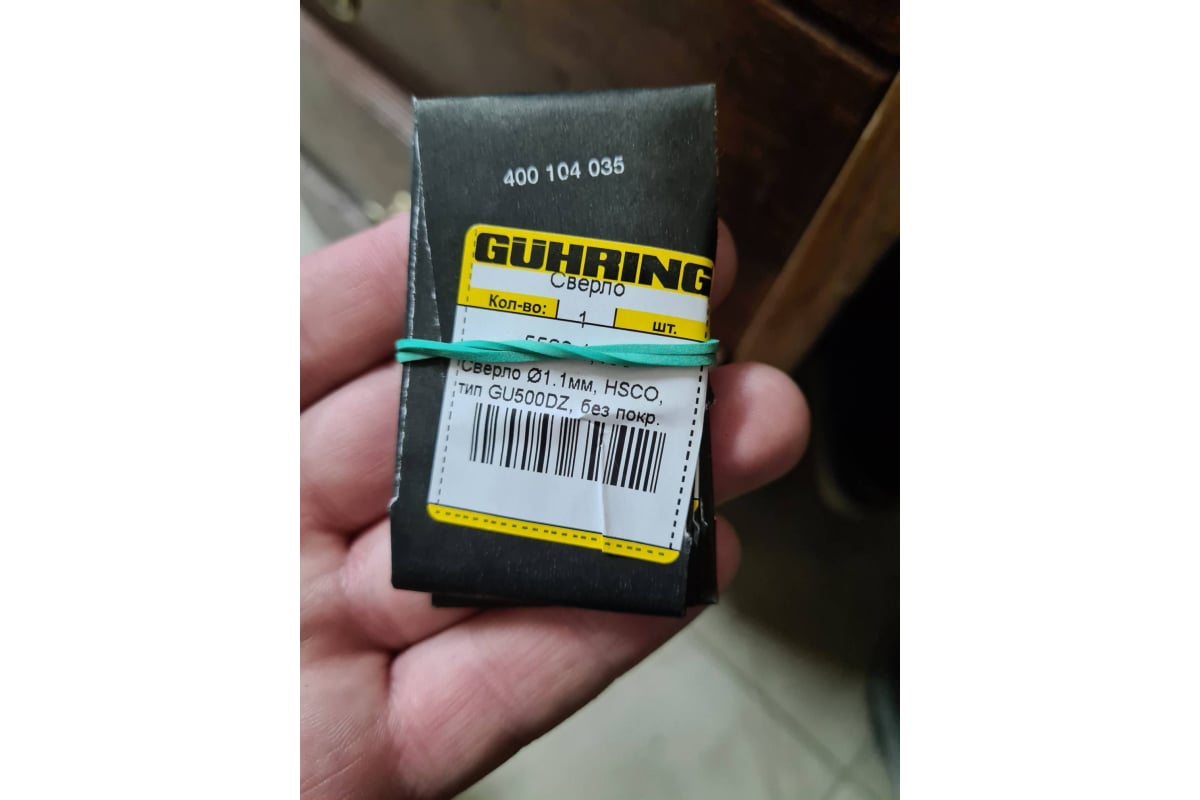 400 104 035
GÜHRING
Сверло
Кол-во: 1 шт.
Сверло Ø1.1мм, HSCO,
тип GU500DZ, без покр.